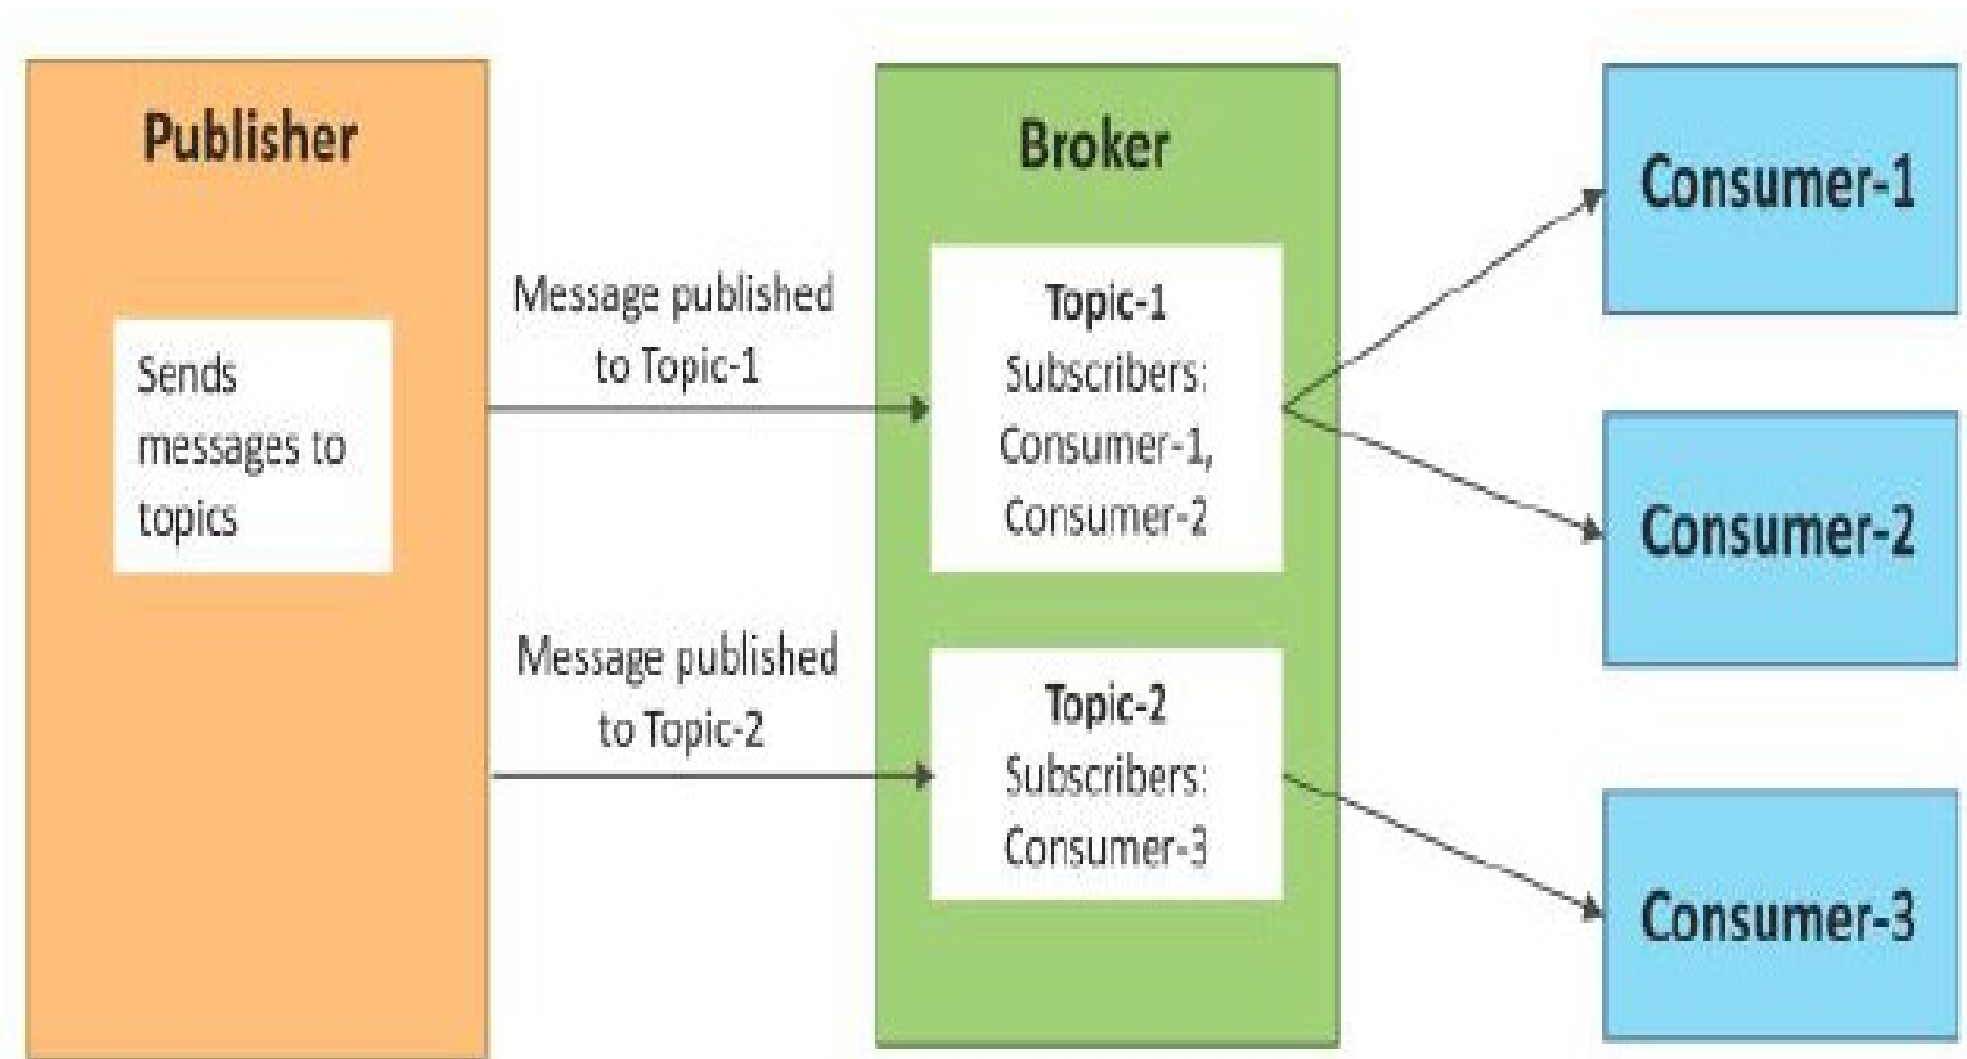 Publisher
Sends
messages to
topics
Message published
to Topic-1
Message published
to Topic-2
Broker
Topic-1
Subscribers:
Consumer-1,
Consumer-2
Topic-2
Subscribers:
Consumer-3
Consumer-1
Consumer-2
Consumer-3